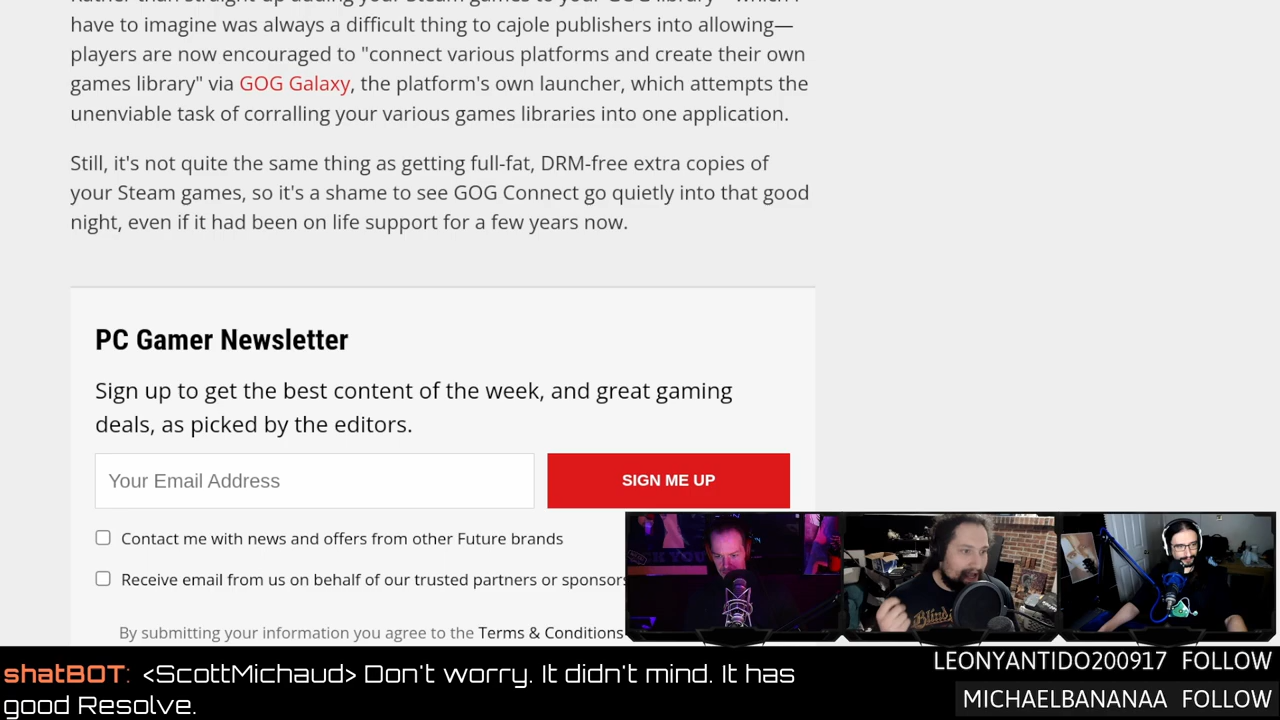 have to imagine was always a difficult thing to cajole publishers into allowing—
players are now encouraged to "connect various platforms and create their own
games library" via GOG Galaxy, the platform's own launcher, which attempts the
unenviable task of corralling your various games libraries into one application.
Still, it's not quite the same thing as getting full-fat, DRM-free extra copies of
your Steam games, so it's a shame to see GOG Connect go quietly into that good
night, even if it had been on life support for a few years now.
PC Gamer Newsletter
Sign up to get the best content of the week, and great gaming
deals, as picked by the editors.
Your Email Address
SIGN ME UP
Contact me with news and offers from other Future brands
Receive email from us on behalf of our trusted partners or sponsors
By submitting your information you agree to the Terms & Conditions
shatBOT: <ScottMichaud> Don't worry. It didn't mind. It has
good Resolve.
LEONYANTIDO200917 FOLLOW
MICHAELBANANAA FOLLOW